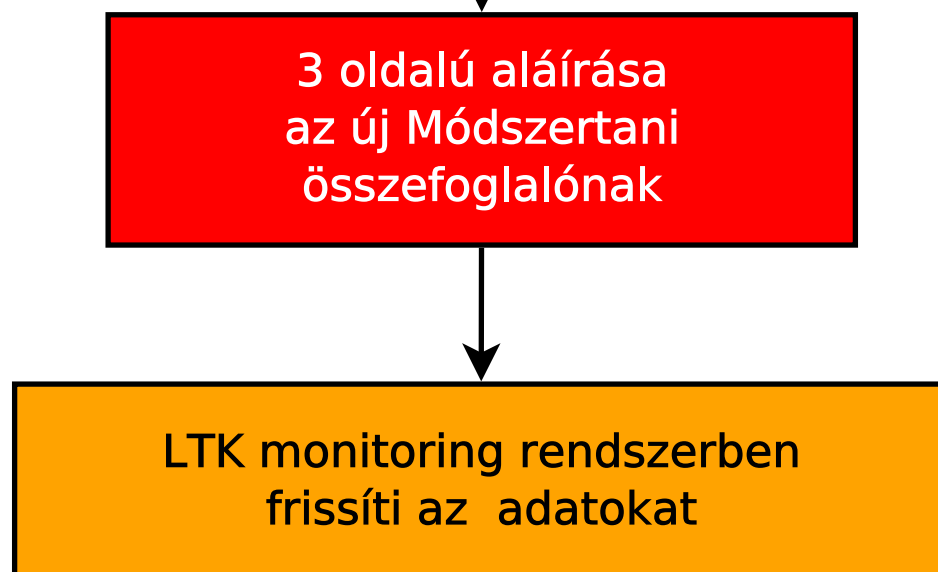 3 oldalú aláírása
az új Módszertani
összefoglalónak
LTK monitoring rendszerben
frissíti az  adatokat